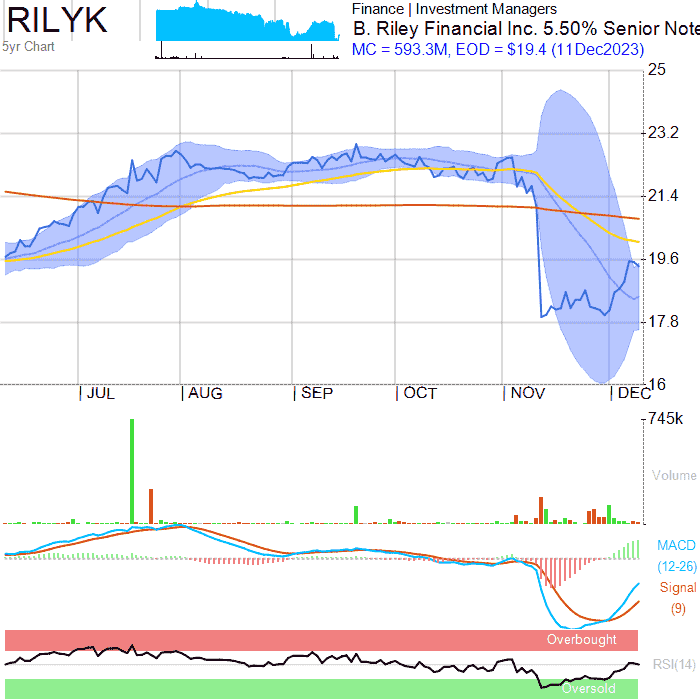 RILYK
5yr Chart
Finance | Investment Managers
B. Riley Financial Inc. 5.50% Senior Note
MC = 593.3M, EOD = $19.4 (11Dec2023)
25
23.2
21.4
19.6
17.8
16
JUL AUG SEP OCT NOV DEC
745k
Volume
MACD
(12-26)
Signal
(9)
Overbought
RSI(14)
Oversold